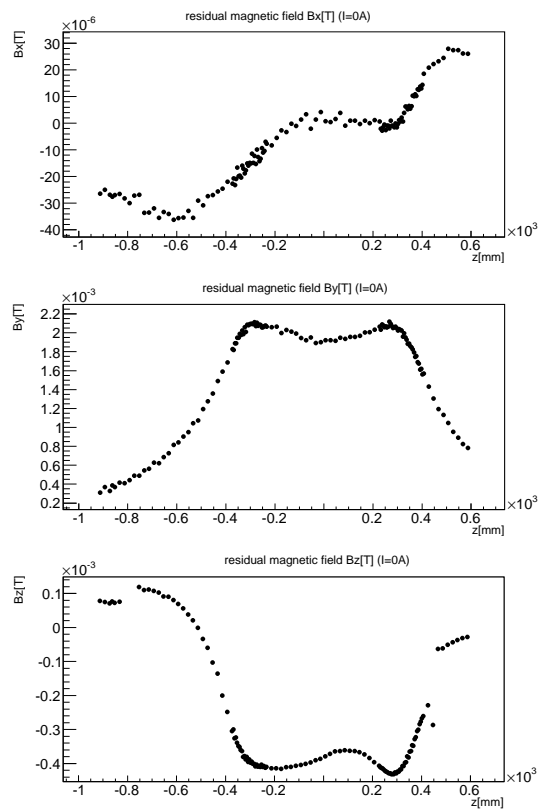 residual magnetic field Bx[T] (I=0A)
×10⁻⁶
Bx[T]
30
20
10
0
-10
-20
-30
-40
-1 -0.8 -0.6 -0.4 -0.2 0 0.2 0.4 0.6
×10³
z[mm]
residual magnetic field By[T] (I=0A)
×10⁻³
By[T]
2.2
2
1.8
1.6
1.4
1.2
1
0.8
0.6
0.4
0.2
-1 -0.8 -0.6 -0.4 -0.2 0 0.2 0.4 0.6
×10³
z[mm]
residual magnetic field Bz[T] (I=0A)
×10⁻³
Bz[T]
0.1
0
-0.1
-0.2
-0.3
-0.4
-1 -0.8 -0.6 -0.4 -0.2 0 0.2 0.4 0.6
×10³
z[mm]